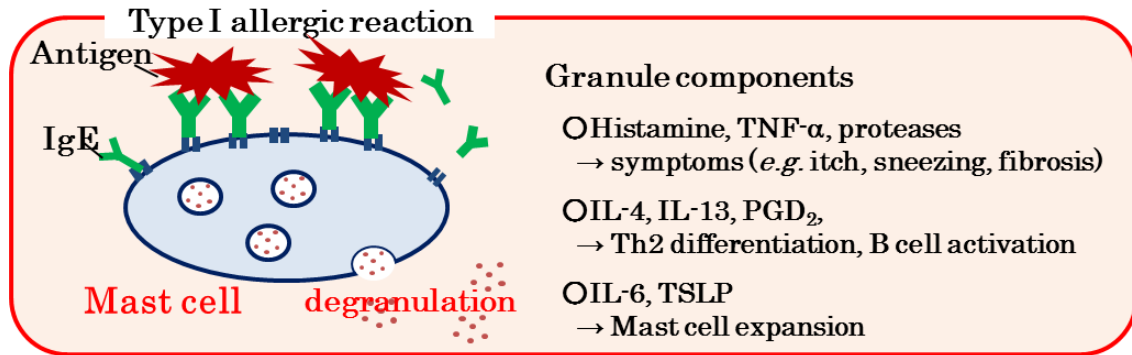 Type I allergic reaction
Antigen
IgE
Mast cell
degranulation
Granule components
○Histamine, TNF-α, proteases
→ symptoms (e.g. itch, sneezing, fibrosis)
○IL-4, IL-13, PGD₂,
→ Th2 differentiation, B cell activation
○IL-6, TSLP
→ Mast cell expansion